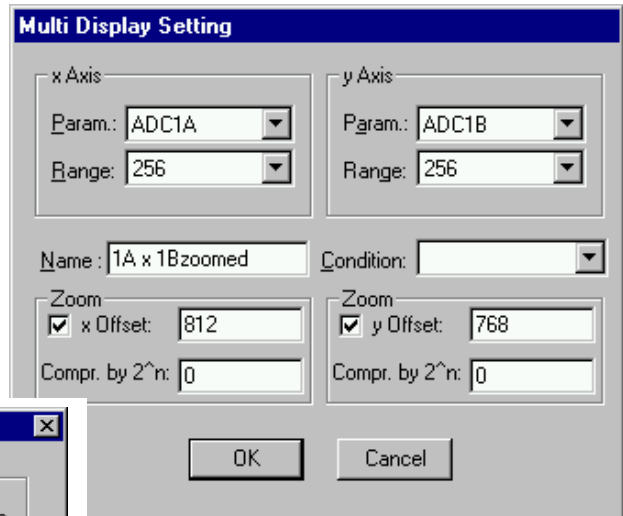 Multi Display Setting
x Axis
y Axis
Param.: ADC1A
Param.: ADC1B
Range: 256
Range: 256
Name : 1A x 1Bzoomed
Condition:
Zoom
Zoom
x Offset: 812
y Offset: 768
Compr. by 2^n: 0
Compr. by 2^n: 0
OK
Cancel